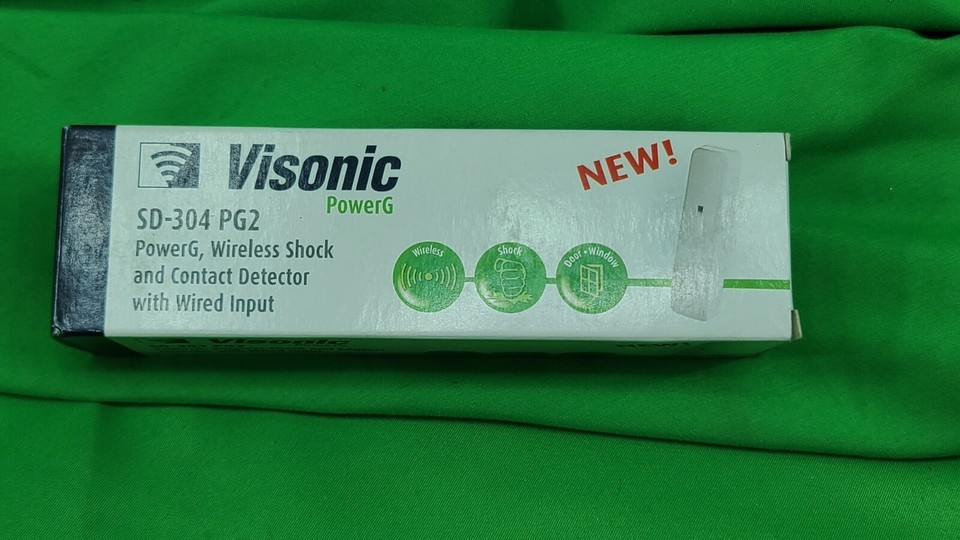 Visonic
PowerG
NEW!
SD-304 PG2
PowerG, Wireless Shock
and Contact Detector
with Wired Input
Wireless
Shock
Door • Window
Visonic
NEW!